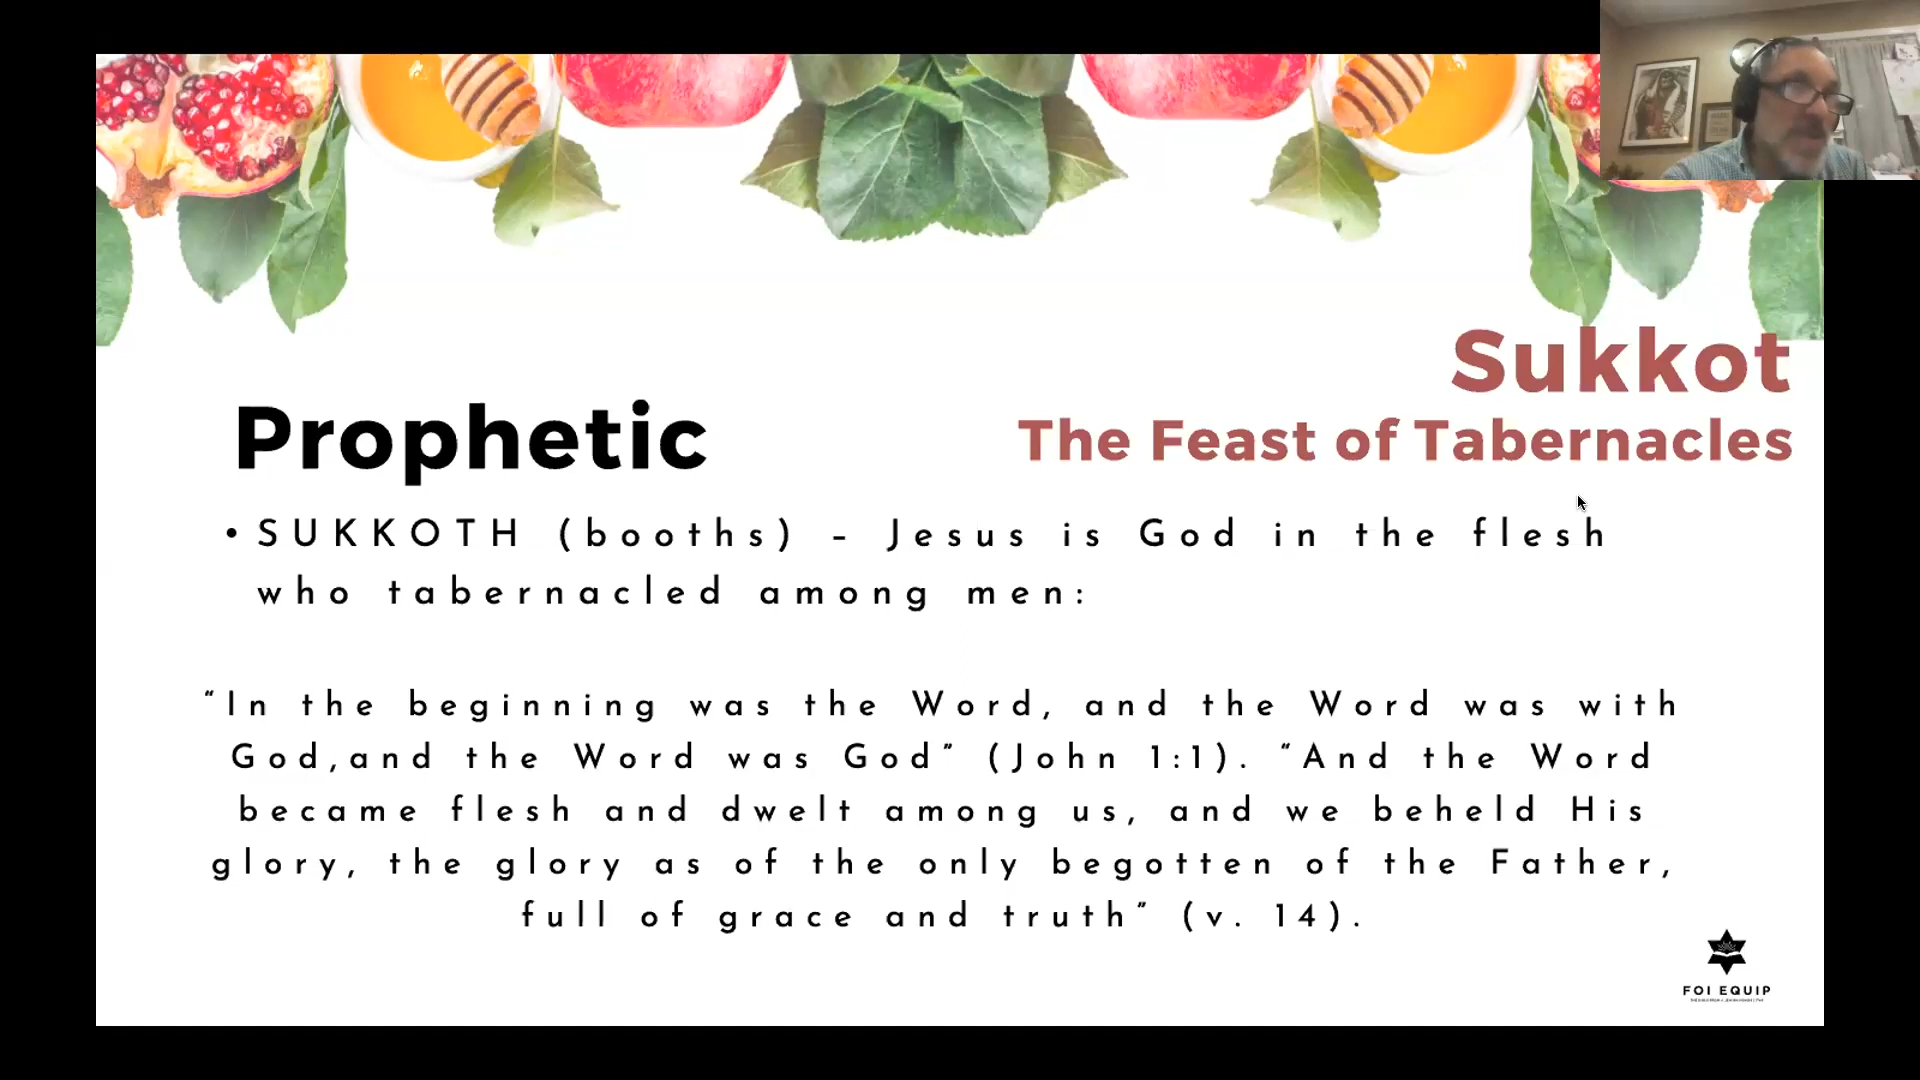 Sukkot
The Feast of Tabernacles
Prophetic
• SUKKOTH (booths) – Jesus is God in the flesh
who tabernacled among men:
“In the beginning was the Word, and the Word was with
God,and the Word was God” (John 1:1). “And the Word
became flesh and dwelt among us, and we beheld His
glory, the glory as of the only begotten of the Father,
full of grace and truth” (v. 14).
FOI EQUIP